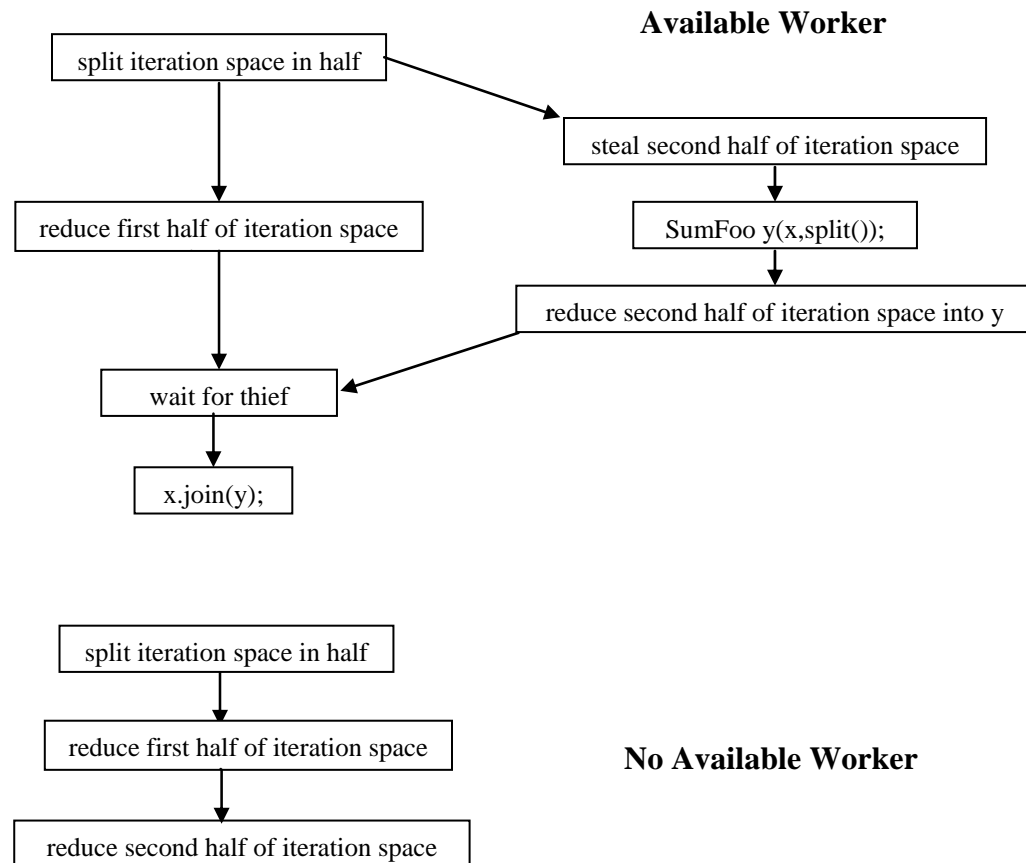 Available Worker
split iteration space in half
steal second half of iteration space
reduce first half of iteration space
SumFoo y(x,split());
reduce second half of iteration space into y
wait for thief
x.join(y);
split iteration space in half
reduce first half of iteration space
No Available Worker
reduce second half of iteration space